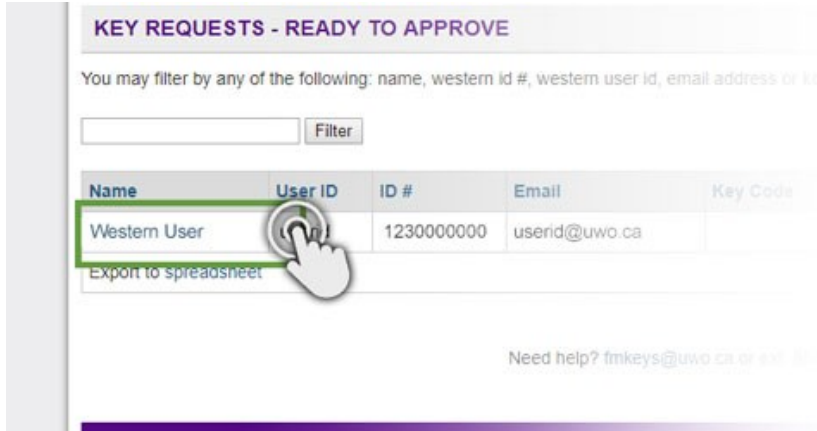 KEY REQUESTS - READY TO APPROVE
You may filter by any of the following: name, western id #, western user id, email address or
Filter
Name User ID ID # Email Key Code
Western User 1230000000 userid@uwo.ca
Export to spreadsheet
Need help? fmkeys@uwo.ca or ext.